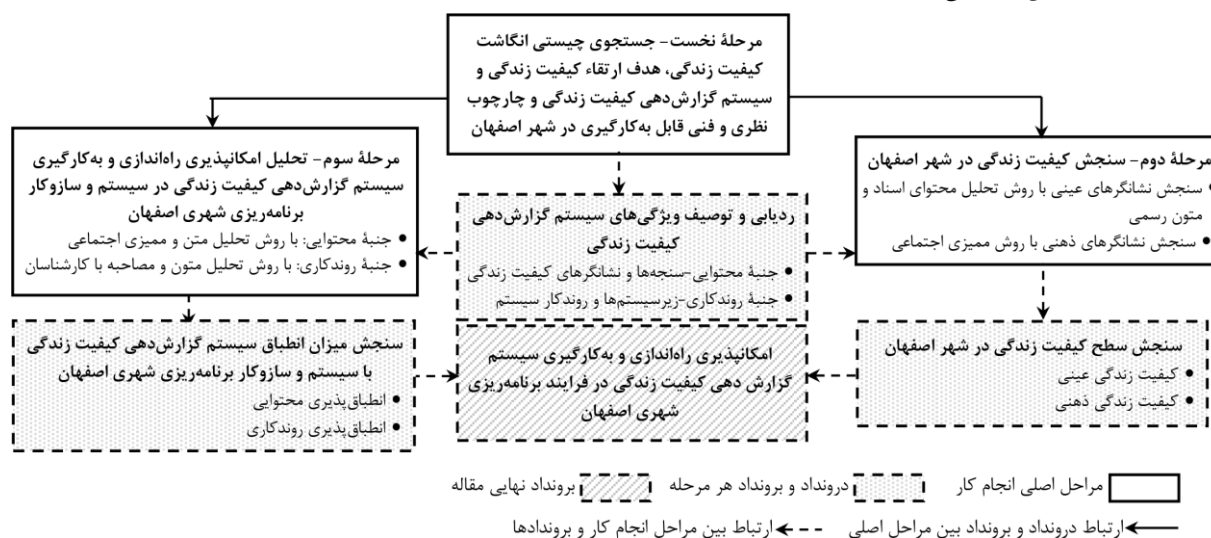 مرحلهٔ نخست- جستجوی چیستی انگاشت
کیفیت زندگی، هدف ارتقاء کیفیت زندگی و
سیستم گزارش‌دهی کیفیت زندگی و چارچوب
نظری و فنی قابل به‌کارگیری در شهر اصفهان
مرحلهٔ دوم- سنجش کیفیت زندگی در شهر اصفهان
• سنجش نشانگرهای عینی با روش تحلیل محتوای اسناد و
متون رسمی
• سنجش نشانگرهای ذهنی با روش ممیزی اجتماعی
مرحلهٔ سوم- تحلیل امکانپذیری راه‌اندازی و به‌کارگیری
سیستم گزارش‌دهی کیفیت زندگی در سیستم و سازوکار
برنامه‌ریزی شهری اصفهان
• جنبهٔ محتوایی: با روش تحلیل متن و ممیزی اجتماعی
• جنبهٔ روندکاری: با روش تحلیل متون و مصاحبه با کارشناسان
ردیابی و توصیف ویژگی‌های سیستم گزارش‌دهی
کیفیت زندگی
• جنبهٔ محتوایی-سنجه‌ها و نشانگرهای کیفیت زندگی
• جنبهٔ روندکاری-زیرسیستم‌ها و روندکار سیستم
سنجش سطح کیفیت زندگی در شهر اصفهان
• کیفیت زندگی عینی
• کیفیت زندگی ذهنی
امکانپذیری راه‌اندازی و به‌کارگیری سیستم
گزارش دهی کیفیت زندگی در فرایند برنامه‌ریزی
شهری اصفهان
سنجش میزان انطباق سیستم گزارش‌دهی کیفیت زندگی
با سیستم و سازوکار برنامه‌ریزی شهری اصفهان
• انطباق‌پذیری محتوایی
• انطباق‌پذیری روندکاری
مراحل اصلی انجام کار
درونداد و برونداد هر مرحله
برونداد نهایی مقاله
ارتباط درونداد و برونداد بین مراحل اصلی
ارتباط بین مراحل انجام کار و بروندادها